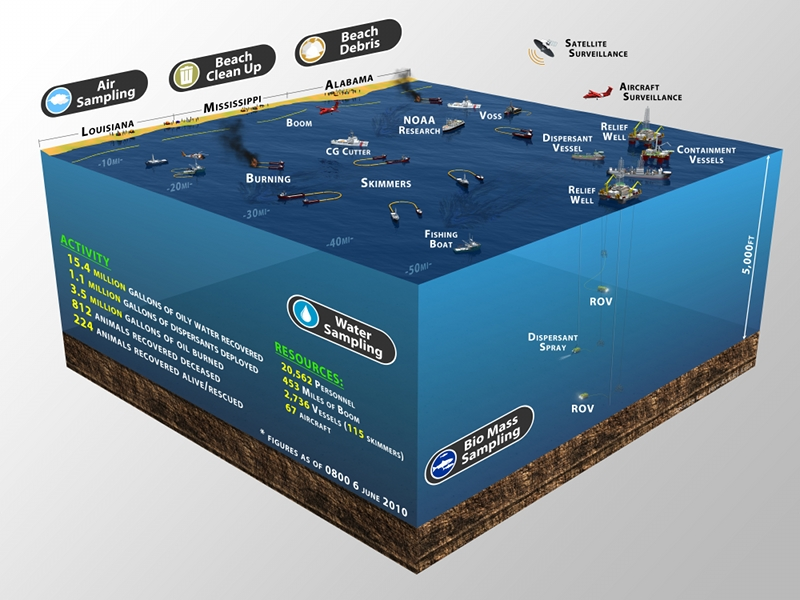 Air
Sampling
Beach
Clean Up
Beach
Debris
Satellite
Surveillance
Aircraft
Surveillance
Louisiana
Mississippi
Alabama
Boom
NOAA
Research
Voss
CG Cutter
Dispersant
Vessel
Relief
Well
Containment
Vessels
Burning
Skimmers
Relief
Well
Fishing
Boat
-10mi-
-20mi-
-30mi-
-40mi-
-50mi-
5,000ft
ROV
Dispersant
Spray
ROV
Activity
15.4 million gallons of oily water recovered
1.1 million gallons of dispersants deployed
3.5 million gallons of oil burned
812 animals recovered deceased
224 animals recovered alive/rescued
Water
Sampling
Resources:
20,562 Personnel
453 Miles of Boom
2,736 Vessels (115 skimmers)
67 aircraft
* figures as of 0800 6 june 2010
Bio Mass
Sampling